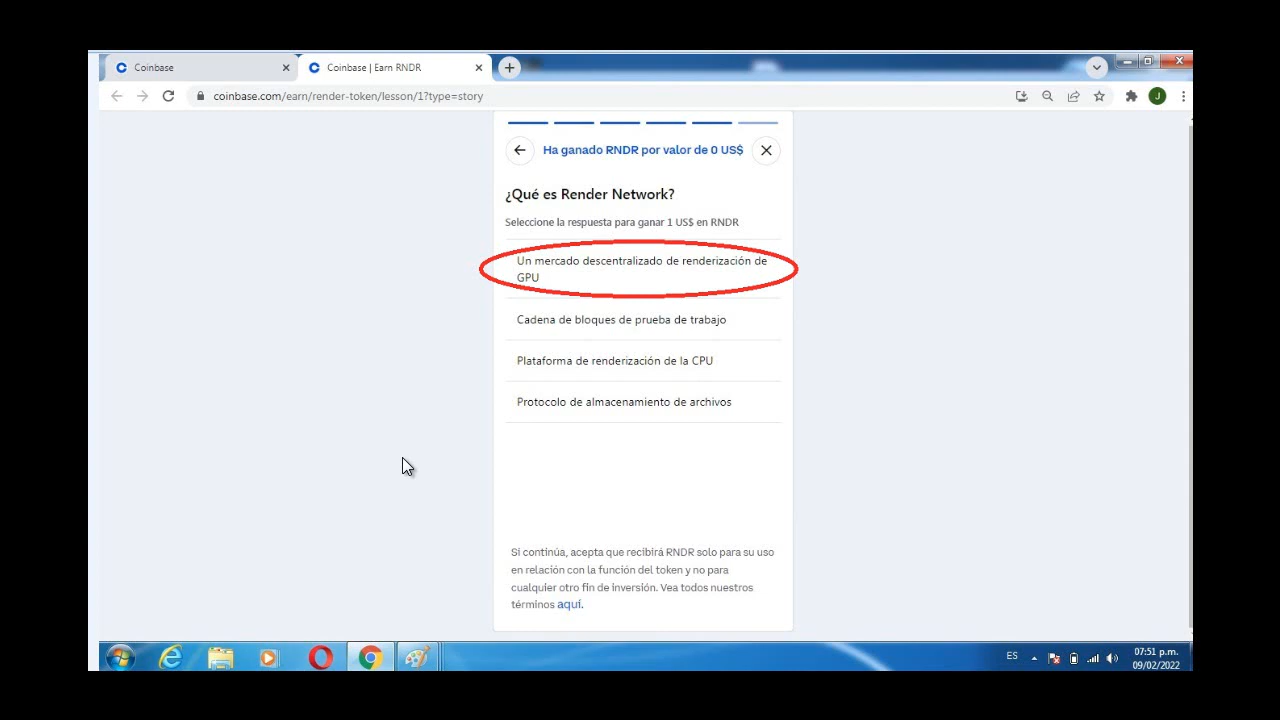 Coinbase
Coinbase | Earn RNDR
coinbase.com/earn/render-token/lesson/1?type=story
J
Ha ganado RNDR por valor de 0 US$
¿Qué es Render Network?
Seleccione la respuesta para ganar 1 US$ en RNDR
Un mercado descentralizado de renderización de
GPU
Cadena de bloques de prueba de trabajo
Plataforma de renderización de la CPU
Protocolo de almacenamiento de archivos
Si continúa, acepta que recibirá RNDR solo para su uso
en relación con la función del token y no para
cualquier otro fin de inversión. Vea todos nuestros
términos aquí.
ES
07:51 p.m.
09/02/2022